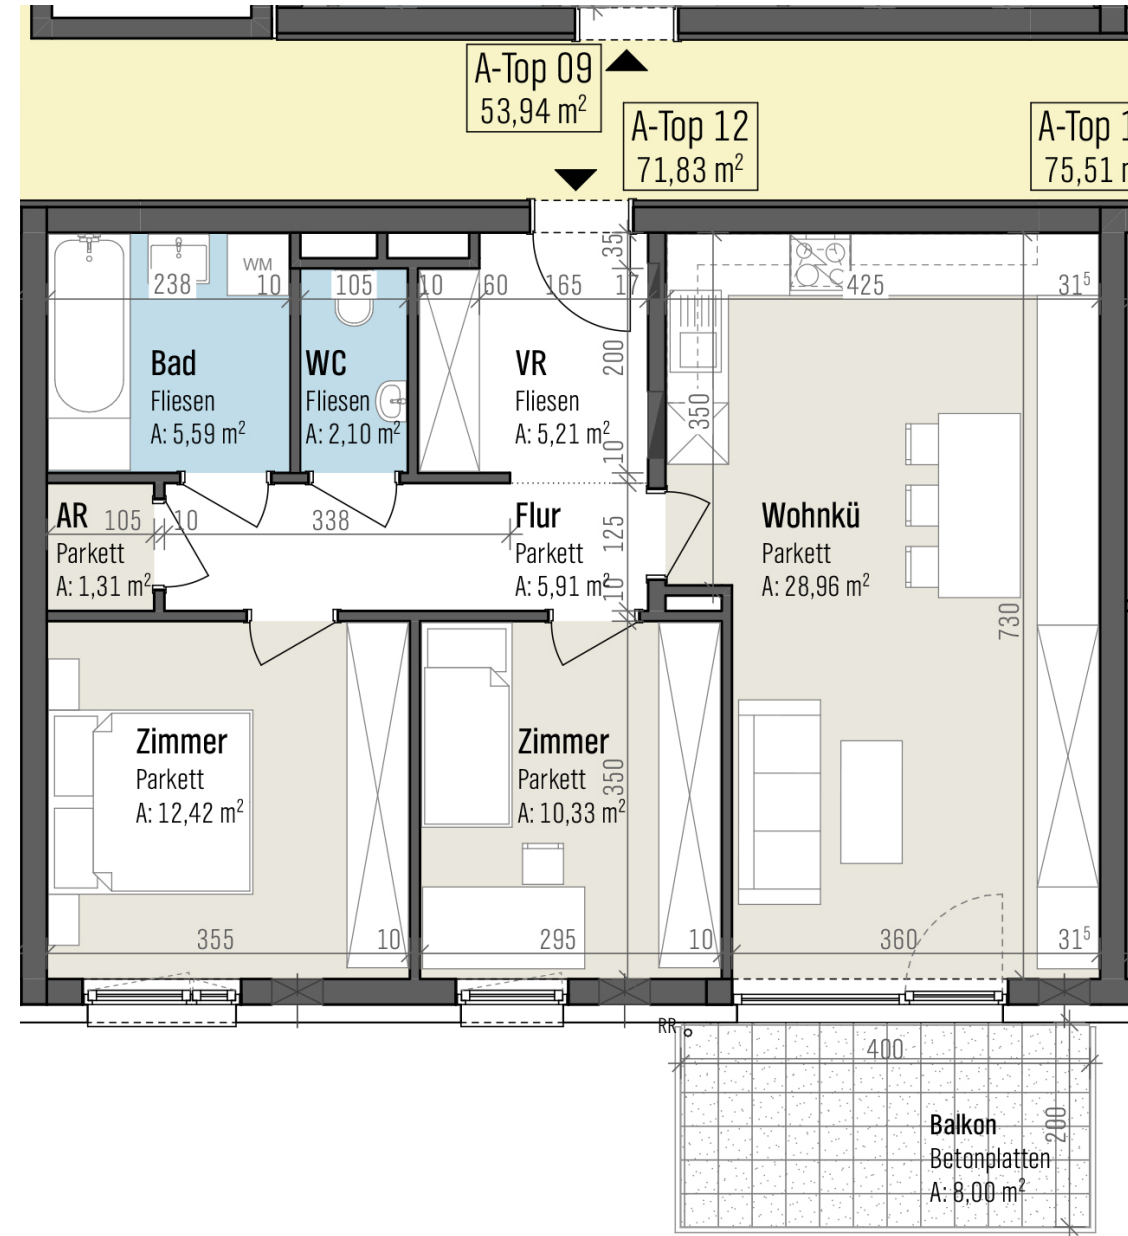 A-Top 09
53,94 m²
A-Top 12
71,83 m²
A-Top 1
75,51 m
WM
238
10
105
10
60
165
17
35
425
31⁵
Bad
Fliesen
A: 5,59 m²
WC
Fliesen
A: 2,10 m²
VR
Fliesen
A: 5,21 m²
200
10
350
AR
Parkett
A: 1,31 m²
105
10
338
Flur
Parkett
A: 5,91 m²
125
10
Wohnkü
Parkett
A: 28,96 m²
730
Zimmer
Parkett
A: 12,42 m²
Zimmer
Parkett
A: 10,33 m²
350
355
10
295
10
360
31⁵
RR
400
Balkon
Betonplatten
A: 8,00 m²
200